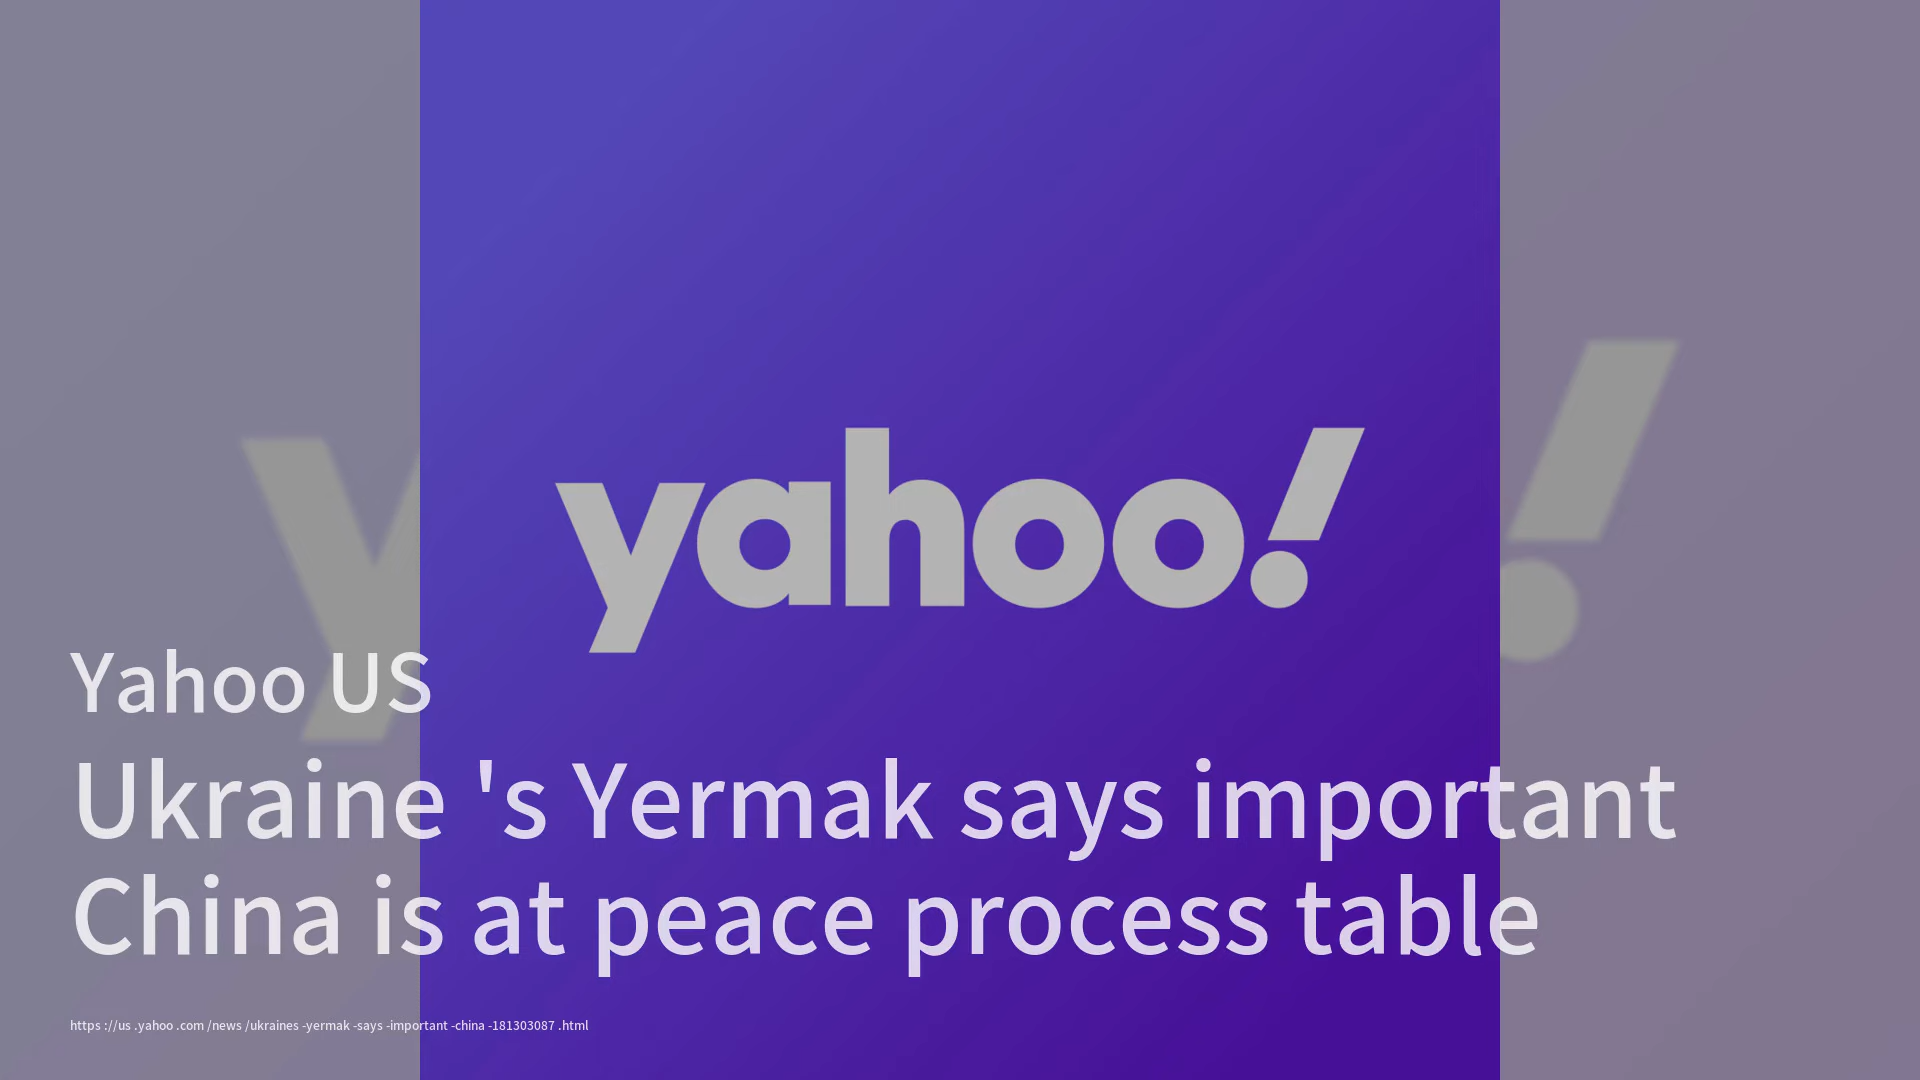 yahoo!
Yahoo US
Ukraine 's Yermak says important
China is at peace process table
https ://us .yahoo .com /news /ukraines -yermak -says -important -china -181303087 .html